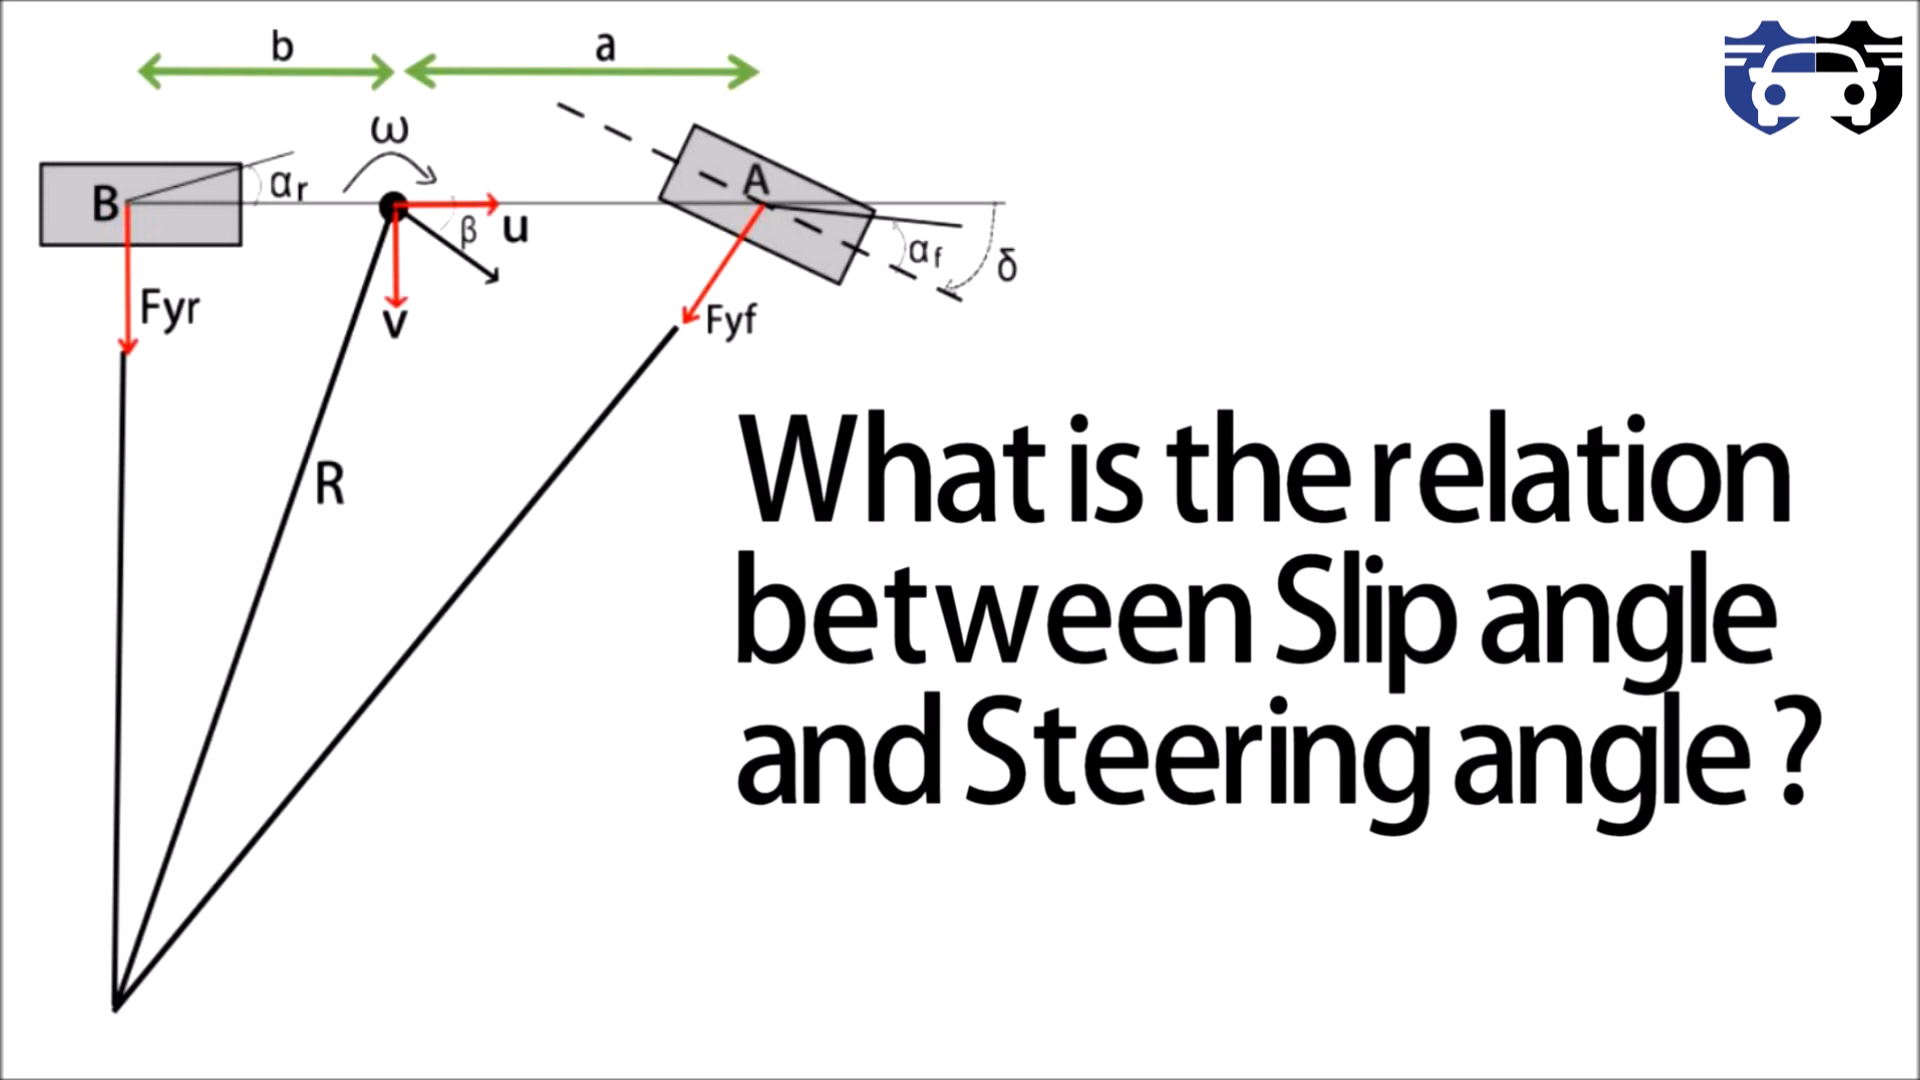 b
a
ω
B
αr
A
β
u
αf
δ
Fyr
v
Fyf
R
What is the relation
between Slip angle
and Steering angle ?